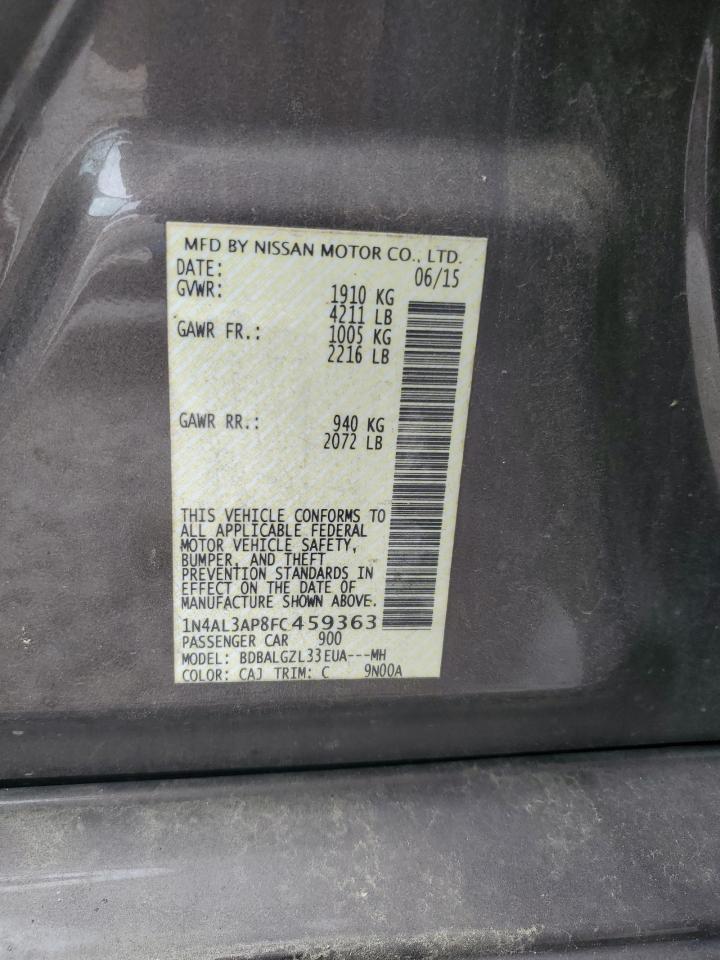 MFD BY NISSAN MOTOR CO., LTD.
DATE: 06/15
GVWR: 1910 KG
4211 LB
GAWR FR.: 1005 KG
2216 LB
GAWR RR.: 940 KG
2072 LB
THIS VEHICLE CONFORMS TO
ALL APPLICABLE FEDERAL
MOTOR VEHICLE SAFETY,
BUMPER, AND THEFT
PREVENTION STANDARDS IN
EFFECT ON THE DATE OF
MANUFACTURE SHOWN ABOVE.
1N4AL3AP8FC459363
PASSENGER CAR 900
MODEL: BDBALGZL33EUA---MH
COLOR: CAJ TRIM: C 9N00A